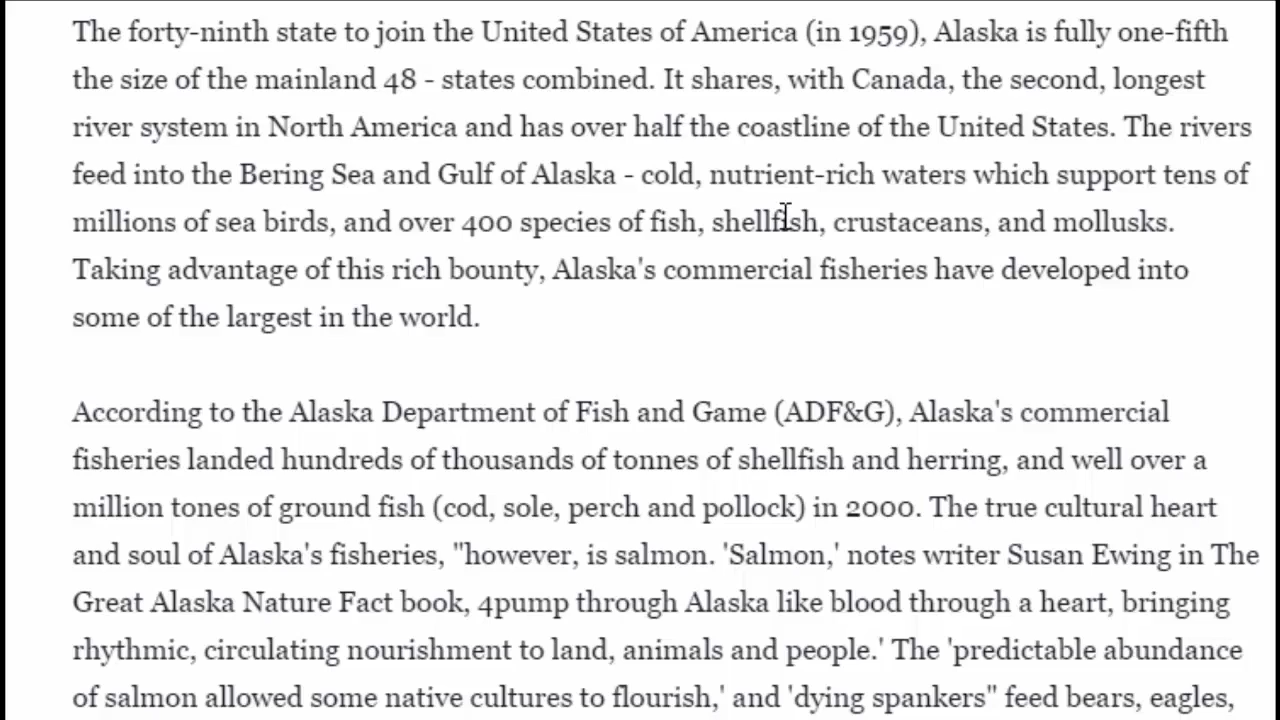 The forty-ninth state to join the United States of America (in 1959), Alaska is fully one-fifth
the size of the mainland 48 - states combined. It shares, with Canada, the second, longest
river system in North America and has over half the coastline of the United States. The rivers
feed into the Bering Sea and Gulf of Alaska - cold, nutrient-rich waters which support tens of
millions of sea birds, and over 400 species of fish, shellfish, crustaceans, and mollusks.
Taking advantage of this rich bounty, Alaska's commercial fisheries have developed into
some of the largest in the world.
According to the Alaska Department of Fish and Game (ADF&G), Alaska's commercial
fisheries landed hundreds of thousands of tonnes of shellfish and herring, and well over a
million tones of ground fish (cod, sole, perch and pollock) in 2000. The true cultural heart
and soul of Alaska's fisheries, "however, is salmon. 'Salmon,' notes writer Susan Ewing in The
Great Alaska Nature Fact book, 4pump through Alaska like blood through a heart, bringing
rhythmic, circulating nourishment to land, animals and people.' The 'predictable abundance
of salmon allowed some native cultures to flourish,' and 'dying spankers" feed bears, eagles,